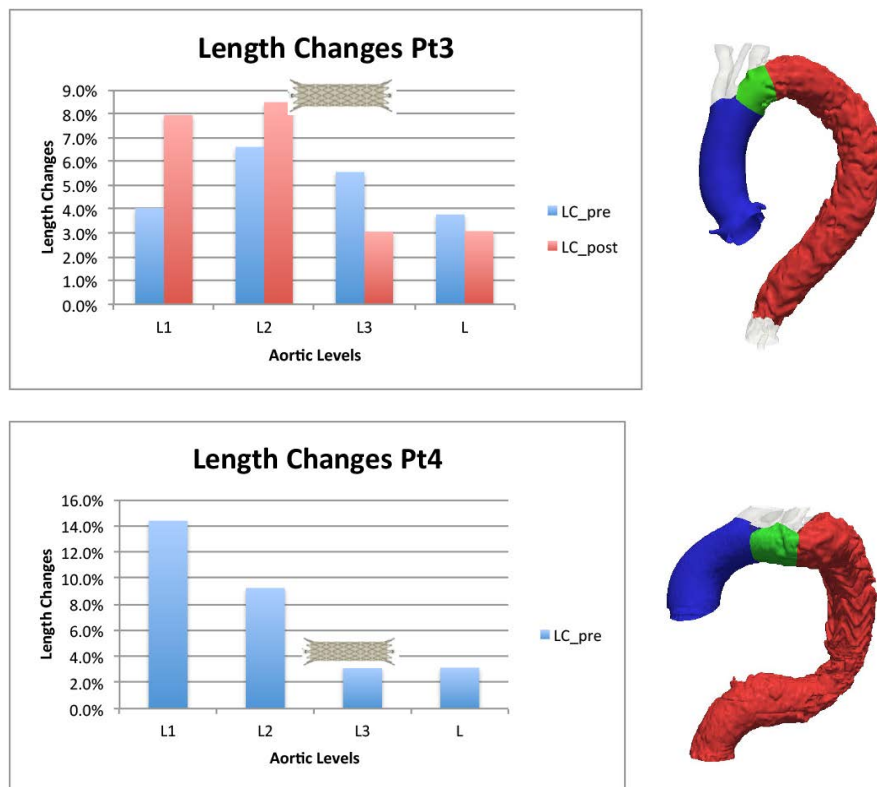 Length Changes Pt3
9.0%
8.0%
7.0%
6.0%
5.0%
4.0%
3.0%
2.0%
1.0%
0.0%
Length Changes
L1 L2 L3 L
Aortic Levels
LC_pre
LC_post
Length Changes Pt4
16.0%
14.0%
12.0%
10.0%
8.0%
6.0%
4.0%
2.0%
0.0%
Length Changes
L1 L2 L3 L
Aortic Levels
LC_pre